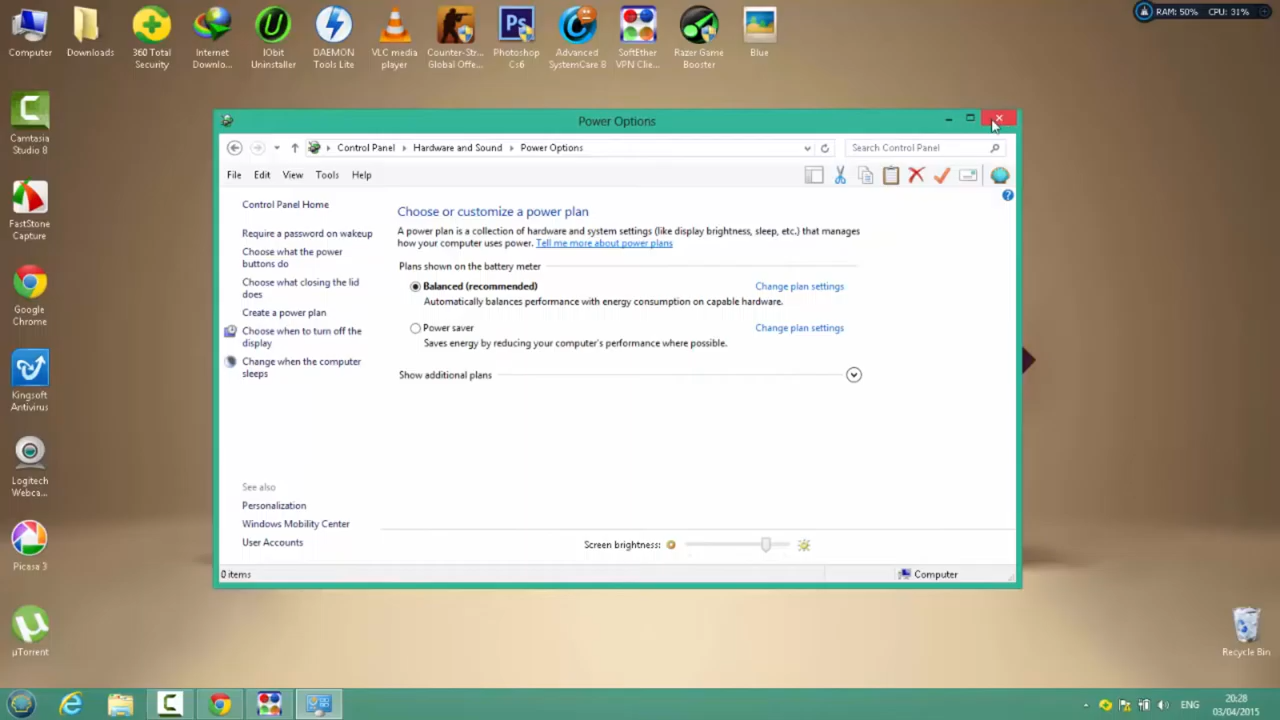 Computer
Downloads
360 Total
Security
Internet
Downlo...
IObit
Uninstaller
DAEMON
Tools Lite
VLC media
player
Counter-Str...
Global Offe...
Ps
Photoshop
Cs6
Advanced
SystemCare 8
SoftEther
VPN Clie...
Razer Game
Booster
Blue
RAM: 50% CPU: 31%
Camtasia
Studio 8
FastStone
Capture
Google
Chrome
Kingsoft
Antivirus
Logitech
Webca...
Picasa 3
µTorrent
Recycle Bin
Power Options
Control Panel
Hardware and Sound
Power Options
Search Control Panel
File Edit View Tools Help
Control Panel Home
Require a password on wakeup
Choose what the power
buttons do
Choose what closing the lid
does
Create a power plan
Choose when to turn off the
display
Change when the computer
sleeps
See also
Personalization
Windows Mobility Center
User Accounts
Choose or customize a power plan
A power plan is a collection of hardware and system settings (like display brightness, sleep, etc.) that manages
how your computer uses power. Tell me more about power plans
Plans shown on the battery meter
Balanced (recommended) Change plan settings
Automatically balances performance with energy consumption on capable hardware.
Power saver Change plan settings
Saves energy by reducing your computer's performance where possible.
Show additional plans
Screen brightness:
0 items
Computer
ENG
20:28
03/04/2015